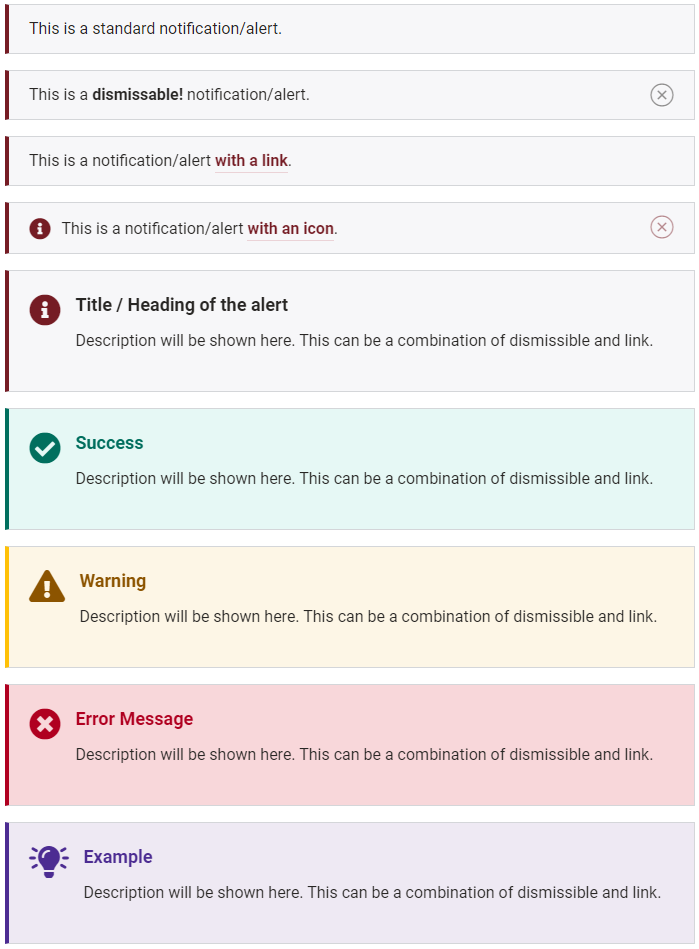 This is a standard notification/alert.
This is a dismissable! notification/alert.
This is a notification/alert with a link.
This is a notification/alert with an icon.
Title / Heading of the alert
Description will be shown here. This can be a combination of dismissible and link.
Success
Description will be shown here. This can be a combination of dismissible and link.
Warning
Description will be shown here. This can be a combination of dismissible and link.
Error Message
Description will be shown here. This can be a combination of dismissible and link.
Example
Description will be shown here. This can be a combination of dismissible and link.